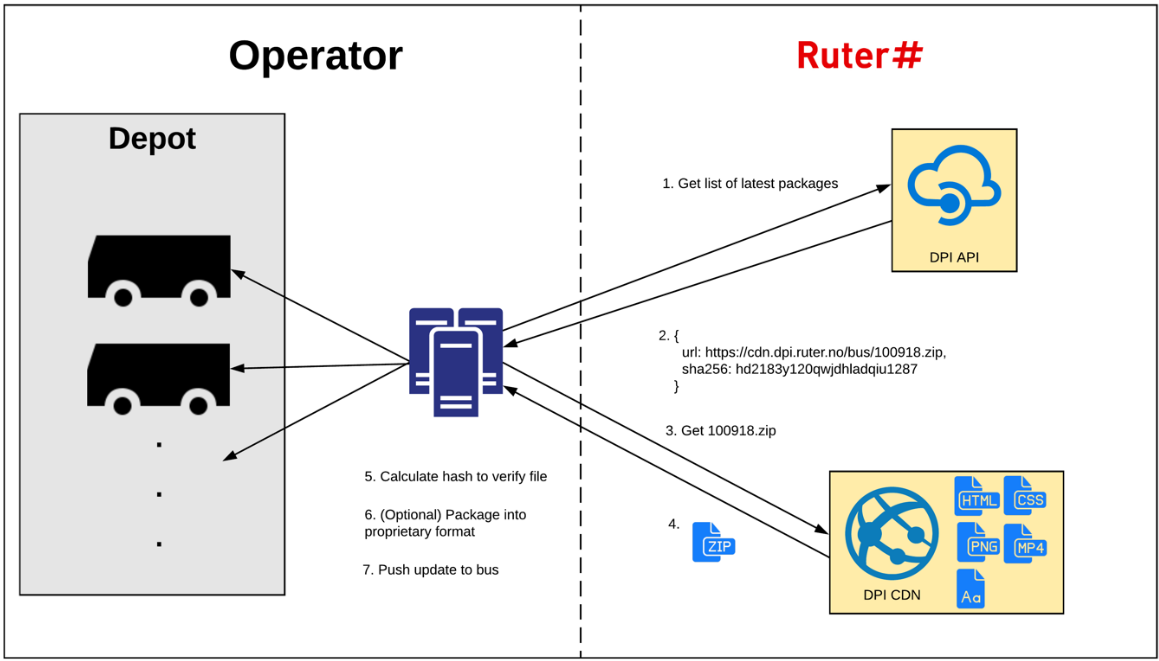 Operator
Ruter#
Depot
1. Get list of latest packages
DPI API
2. {
url: https://cdn.dpi.ruter.no/bus/100918.zip,
sha256: hd2183y120qwjdhladqiu1287
}
3. Get 100918.zip
4.
ZIP
5. Calculate hash to verify file
6. (Optional) Package into
proprietary format
7. Push update to bus
HTML
CSS
PNG
MP4
Aa
DPI CDN